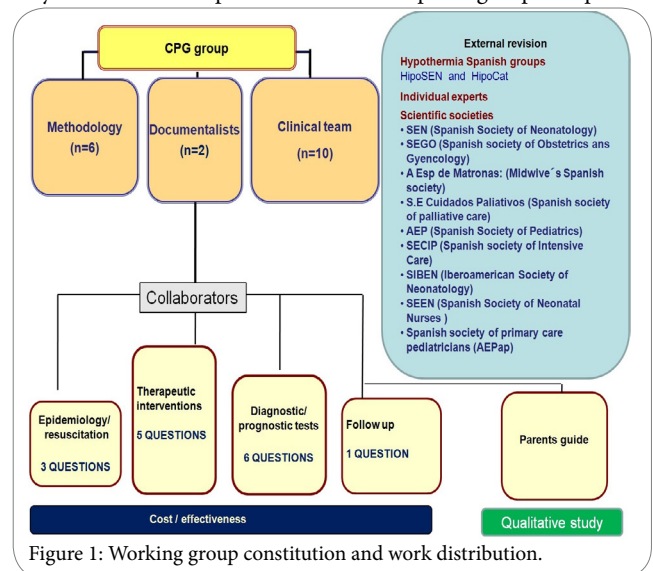 CPG group
Methodology
(n=6)
Documentalists
(n=2)
Clinical team
(n=10)
External revision
Hypothermia Spanish groups
HipoSEN and HipoCat
Individual experts
Scientific societies
• SEN (Spanish Society of Neonatology)
• SEGO (Spanish society of Obstetrics ans
Gyencology)
• A Esp de Matronas: (Midwive´s Spanish
society)
• S.E Cuidados Paliativos (Spanish society
of palliative care)
• AEP (Spanish Society of Pediatrics)
• SECIP (Spanish society of Intensive
Care)
• SIBEN (Iberoamerican Society of
Neonatology)
• SEEN (Spanish Society of Neonatal
Nurses )
• Spanish society of primary care
pediatricians (AEPap)
Collaborators
Epidemiology/
resuscitation
3 QUESTIONS
Therapeutic
interventions
5 QUESTIONS
Diagnostic/
prognostic tests
6 QUESTIONS
Follow up
1 QUESTION
Parents guide
Cost / effectiveness
Qualitative study
Figure 1: Working group constitution and work distribution.